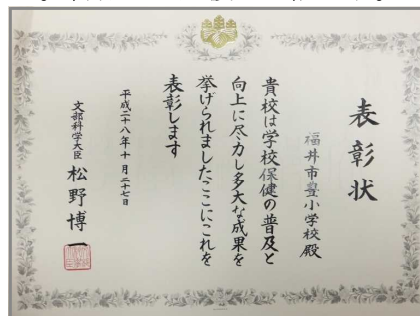 表彰状
福井市豊小学校殿
貴校は学校保健の普及と
向上に尽力し多大な成果を
挙げられましたここにこれを
表彰します
平成二十八年十月二十七日
文部科学大臣 松野博一